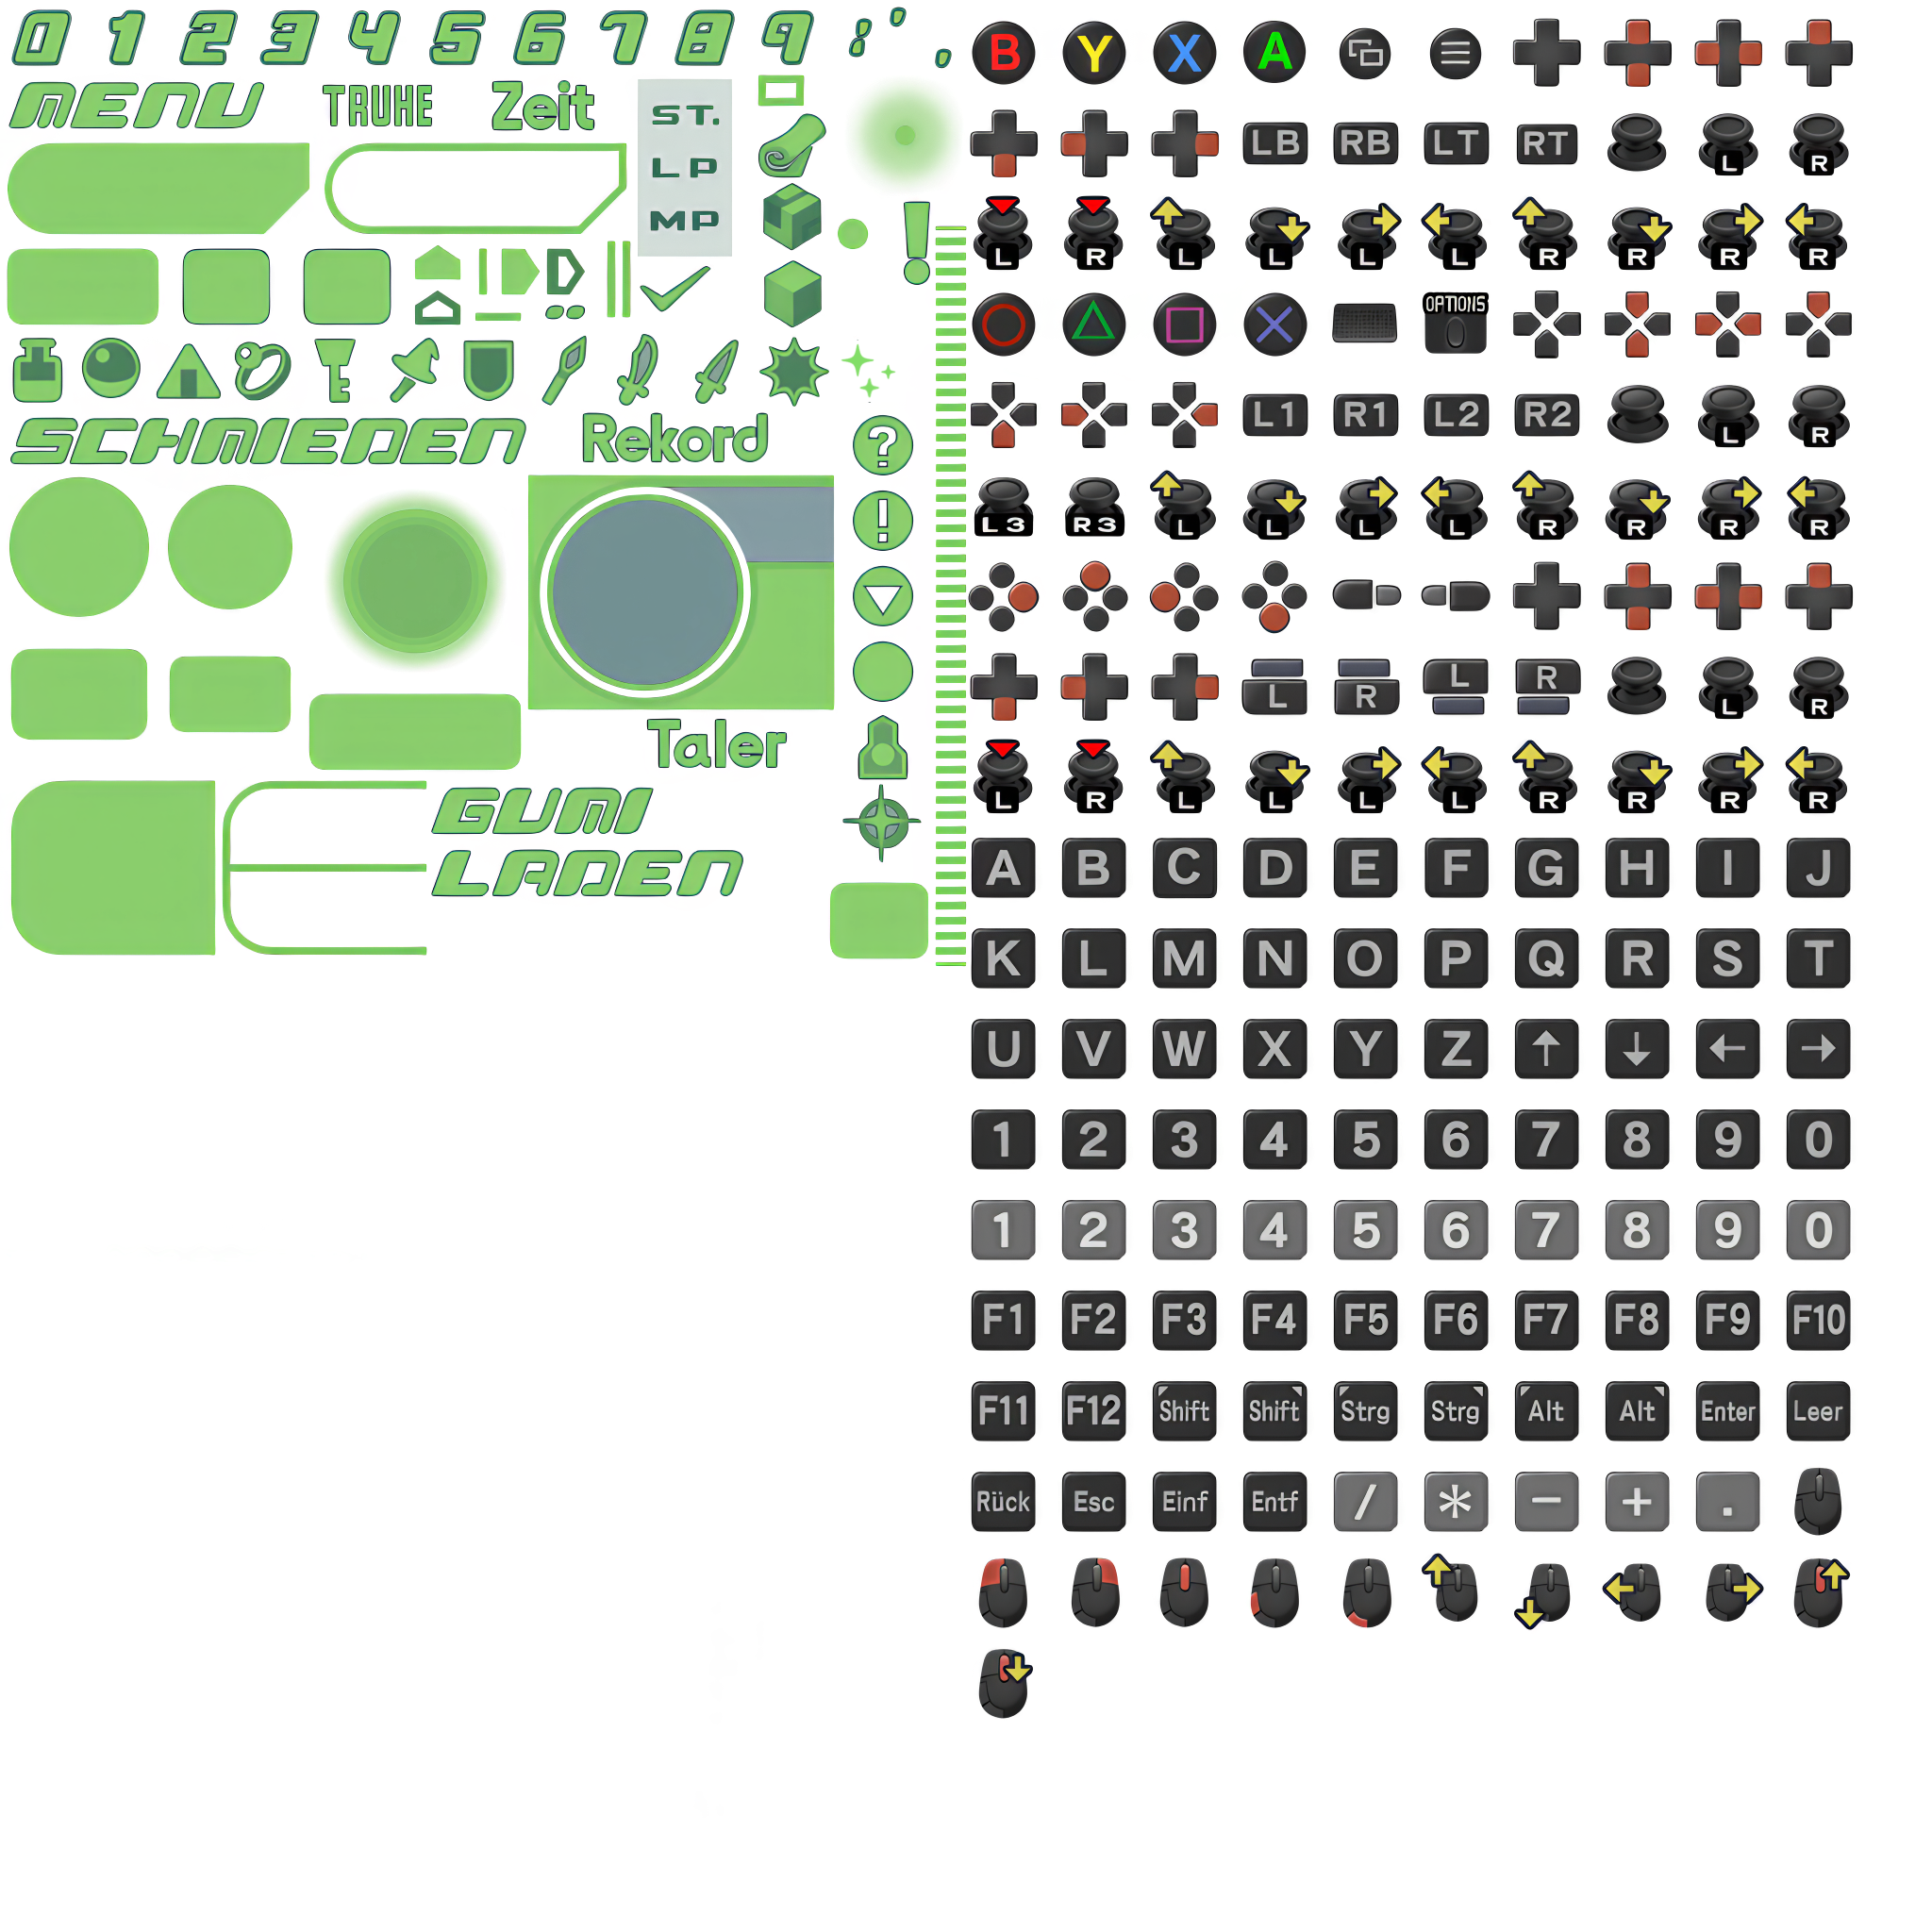 0 1 2 3 4 5 6 7 8 9 : ' ,
MENU TRUHE Zeit
ST.
LP
MP
!
SCHMIEDEN Rekord
?
!
Taler
GUMI
LADEN
B Y X A
LB RB LT RT L R
L R L L L L R R R R
OPTIONS
L1 R1 L2 R2 L R
L3 R3 L L L L R R R R
L R L R L R
L R L L L L R R R R
A B C D E F G H I J
K L M N O P Q R S T
U V W X Y Z ↑ ↓ ← →
1 2 3 4 5 6 7 8 9 0
1 2 3 4 5 6 7 8 9 0
F1 F2 F3 F4 F5 F6 F7 F8 F9 F10
F11 F12 Shift Shift Strg Strg Alt Alt Enter Leer
Rück Esc Einf Entf / * - + .